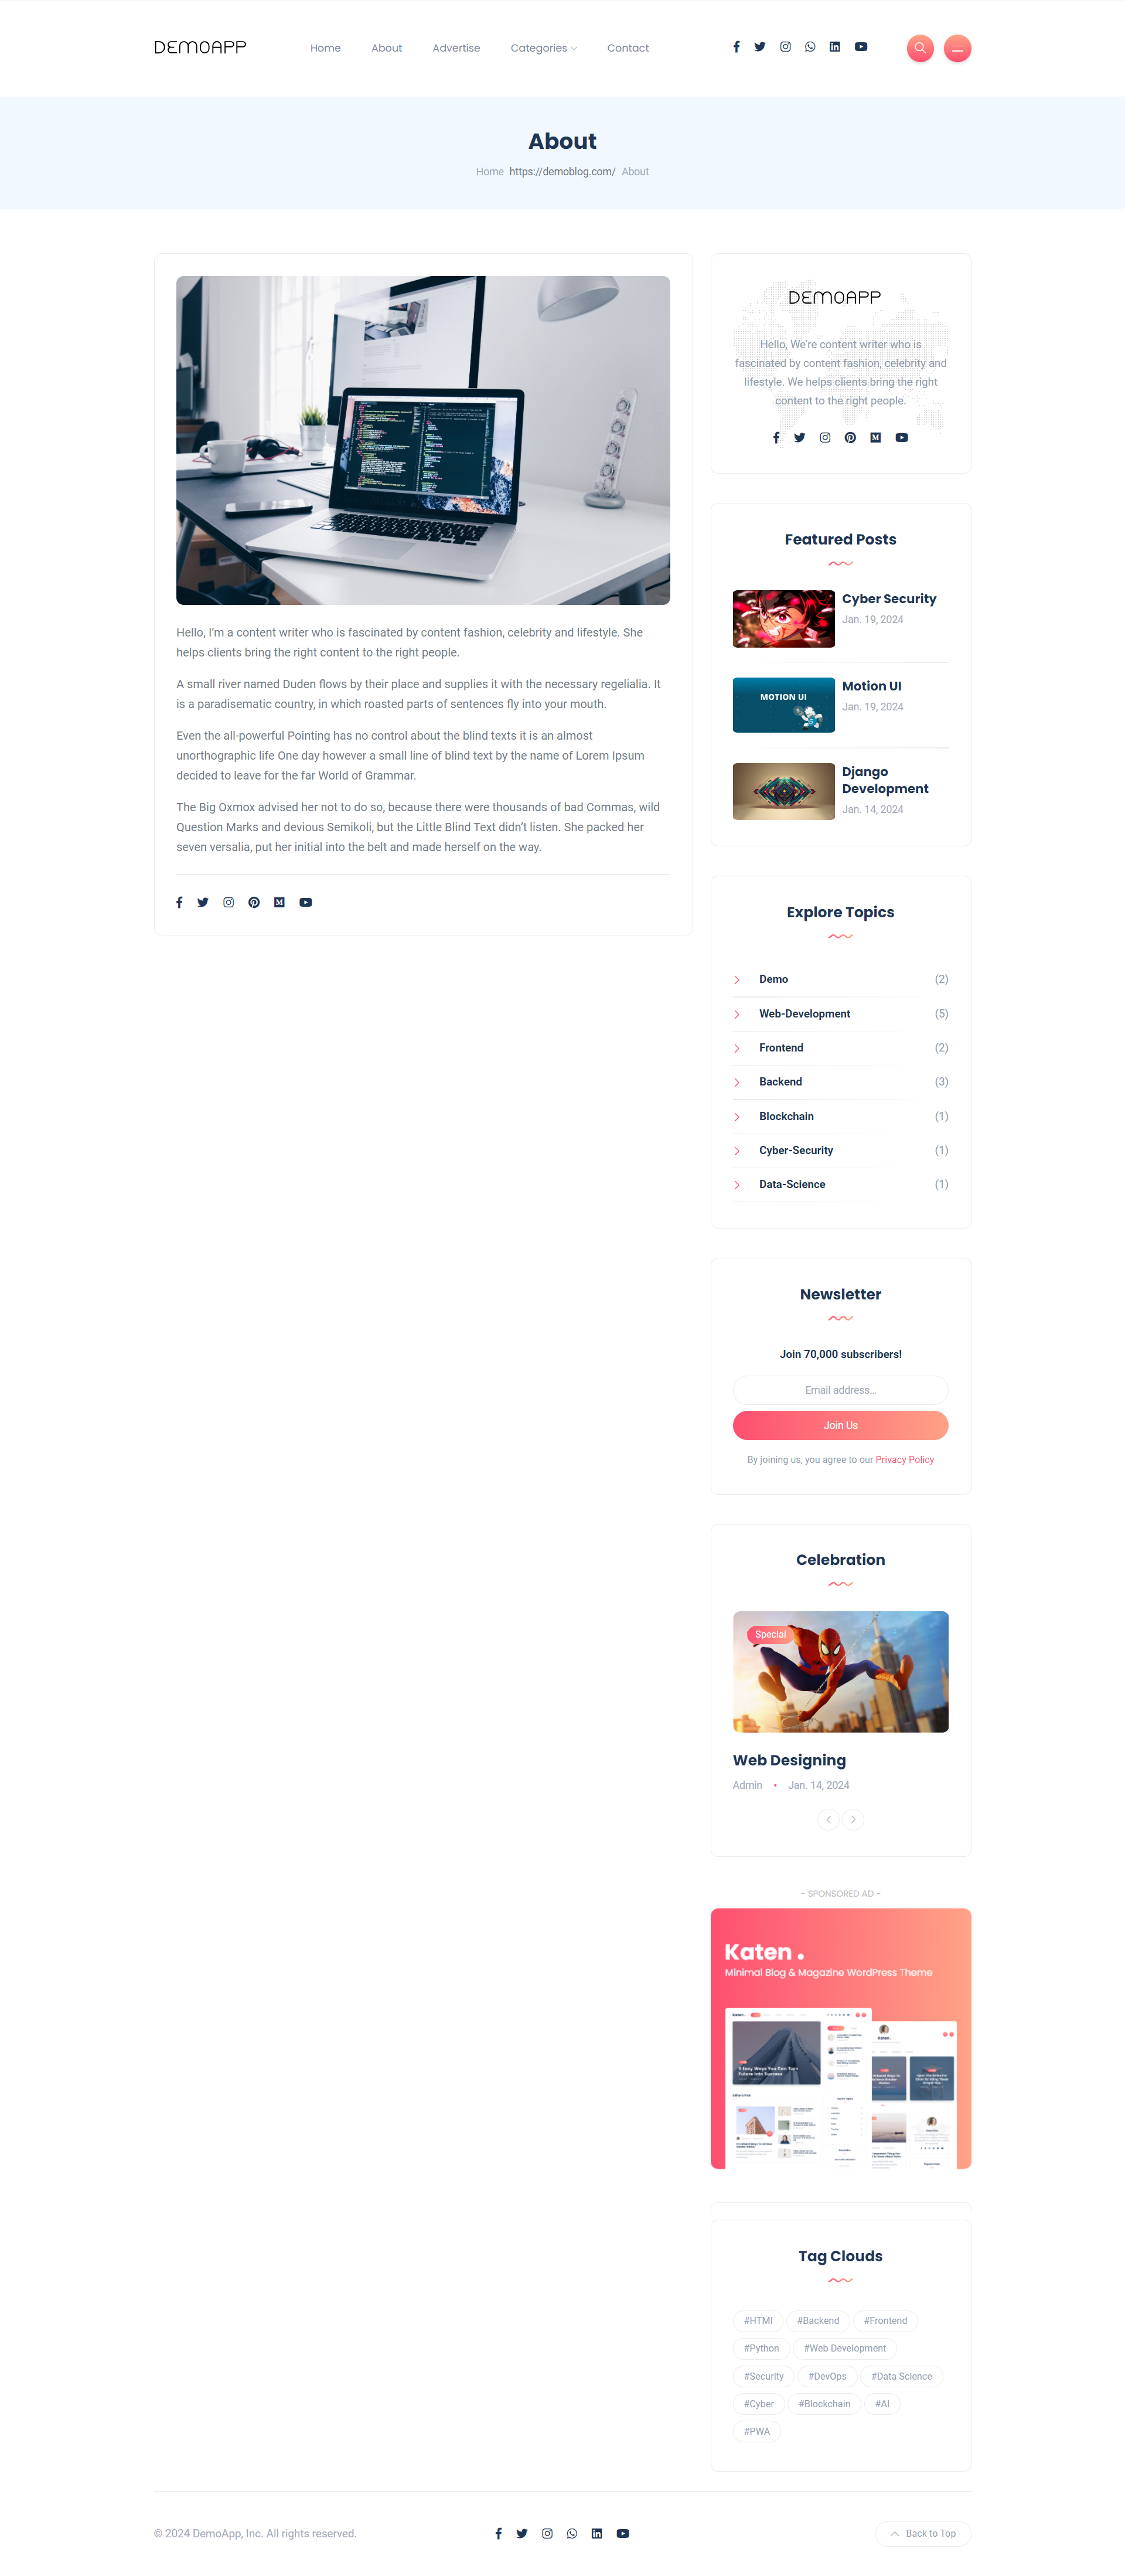 DEMOAPP
Home
About
Advertise
Categories
Contact
About
Home https://demoblog.com/ About
Hello, I'm a content writer who is fascinated by content fashion, celebrity and lifestyle. She
helps clients bring the right content to the right people.
A small river named Duden flows by their place and supplies it with the necessary regelialia. It
is a paradisematic country, in which roasted parts of sentences fly into your mouth.
Even the all-powerful Pointing has no control about the blind texts it is an almost
unorthographic life One day however a small line of blind text by the name of Lorem Ipsum
decided to leave for the far World of Grammar.
The Big Oxmox advised her not to do so, because there were thousands of bad Commas, wild
Question Marks and devious Semikoli, but the Little Blind Text didn't listen. She packed her
seven versalia, put her initial into the belt and made herself on the way.
DEMOAPP
Hello, We're content writer who is
fascinated by content fashion, celebrity and
lifestyle. We helps clients bring the right
content to the right people.
Featured Posts
Cyber Security
Jan. 19, 2024
MOTION UI
Motion UI
Jan. 19, 2024
Django
Development
Jan. 14, 2024
Explore Topics
Demo (2)
Web-Development (5)
Frontend (2)
Backend (3)
Blockchain (1)
Cyber-Security (1)
Data-Science (1)
Newsletter
Join 70,000 subscribers!
Email address...
Join Us
By joining us, you agree to our Privacy Policy
Celebration
Special
Web Designing
Admin • Jan. 14, 2024
- SPONSORED AD -
Katen .
Minimal Blog & Magazine WordPress Theme
Katen.
5 Easy Ways You Can Turn
Future Into Success
Tag Clouds
#HTMl #Backend #Frontend
#Python #Web Development
#Security #DevOps #Data Science
#Cyber #Blockchain #AI
#PWA
© 2024 DemoApp, Inc. All rights reserved.
Back to Top